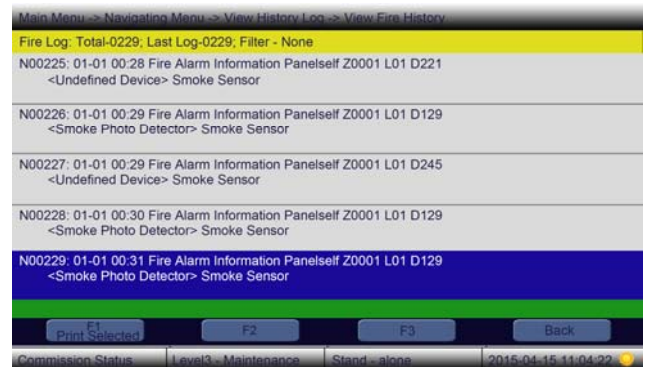 Main Menu -> Navigating Menu -> View History Log -> View Fire History
Fire Log: Total-0229; Last Log-0229; Filter - None
N00225: 01-01 00:28 Fire Alarm Information Panelself Z0001 L01 D221
<Undefined Device> Smoke Sensor
N00226: 01-01 00:29 Fire Alarm Information Panelself Z0001 L01 D129
<Smoke Photo Detector> Smoke Sensor
N00227: 01-01 00:29 Fire Alarm Information Panelself Z0001 L01 D245
<Undefined Device> Smoke Sensor
N00228: 01-01 00:30 Fire Alarm Information Panelself Z0001 L01 D129
<Smoke Photo Detector> Smoke Sensor
N00229: 01-01 00:31 Fire Alarm Information Panelself Z0001 L01 D129
<Smoke Photo Detector> Smoke Sensor
F1
Print Selected
F2
F3
Back
Commission Status
Level3 - Maintenance
Stand - alone
2015-04-15 11:04:22